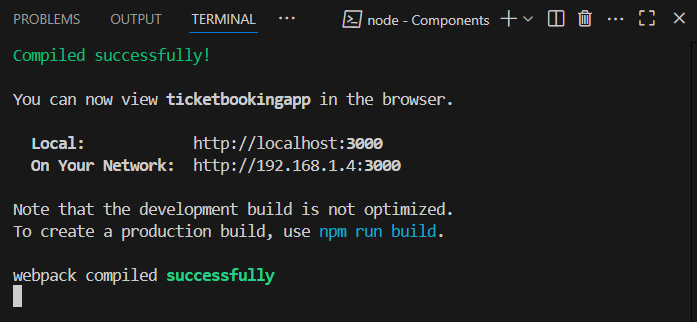 PROBLEMS OUTPUT TERMINAL ··· node - Components
Compiled successfully!
You can now view ticketbookingapp in the browser.
Local: http://localhost:3000
On Your Network: http://192.168.1.4:3000
Note that the development build is not optimized.
To create a production build, use npm run build.
webpack compiled successfully